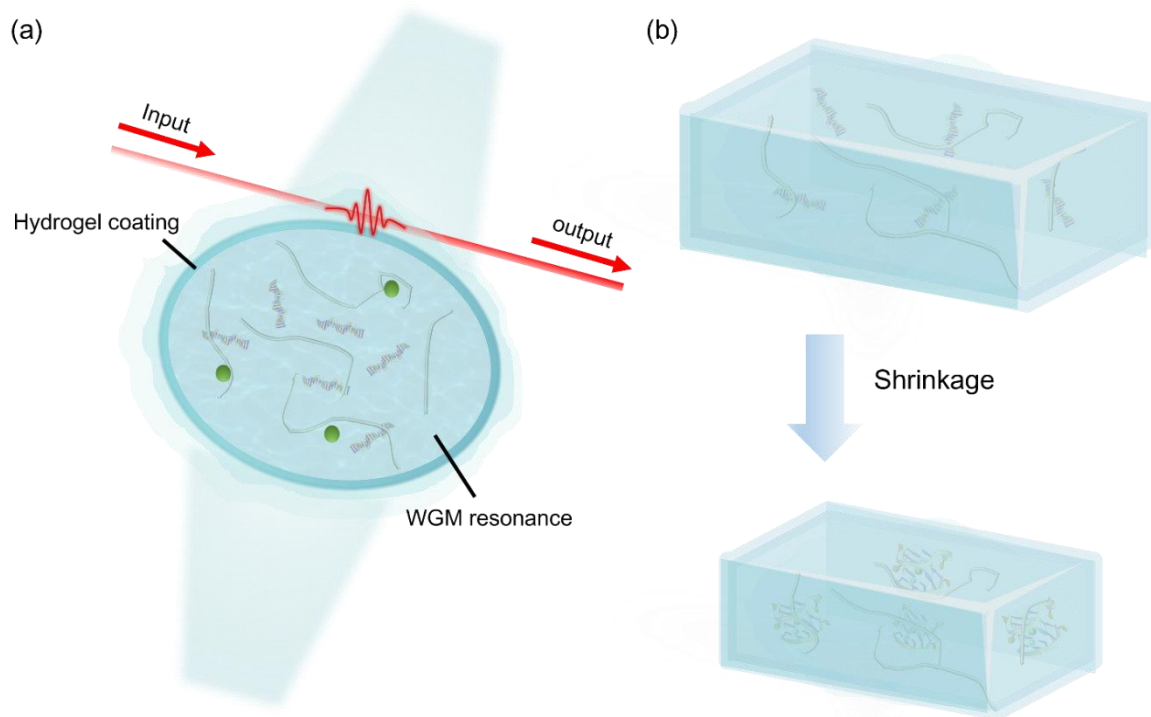 (a)
Input
Hydrogel coating
output
WGM resonance
(b)
Shrinkage